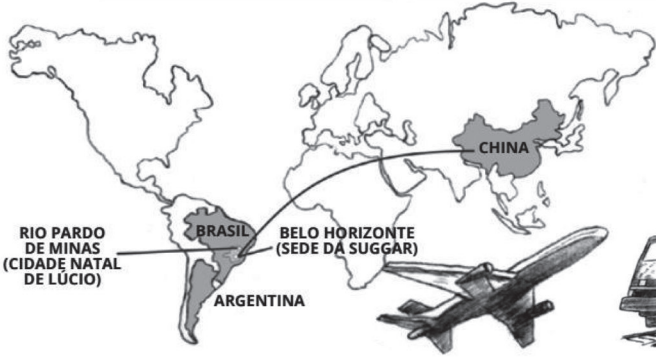 CHINA
BRASIL
RIO PARDO
DE MINAS
(CIDADE NATAL
DE LÚCIO)
BELO HORIZONTE
(SEDE DA SUGGAR)
ARGENTINA